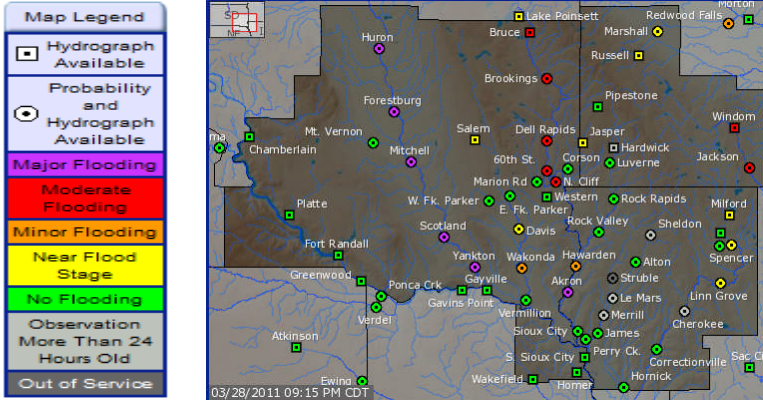 Map Legend
Hydrograph
Available
Probability
and
Hydrograph
Available
Major Flooding
Moderate
Flooding
Minor Flooding
Near Flood
Stage
No Flooding
Observation
More Than 24
Hours Old
Out of Service
SD
NE
I
Morton
Lake Poinsett
Redwood Falls
Huron
Bruce
Marshall
Russell
Brookings
Forestburg
Pipestone
Mt. Vernon
Salem
Dell Rapids
Jasper
Windom
ma
Chamberlain
Mitchell
Hardwick
60th St.
Corson
Luverne
Jackson
Marion Rd
N. Cliff
Platte
W. Fk. Parker
Western
Rock Rapids
Milford
E. Fk. Parker
Scotland
Davis
Rock Valley
Sheldon
Fort Randall
Yankton
Wakonda
Hawarden
Alton
Spencer
Greenwood
Ponca Crk
Gayville
Akron
Struble
Linn Grove
Verdel
Gavins Point
Vermillion
Le Mars
Merrill
Cherokee
Atkinson
Sioux City
James
S. Sioux City
Perry Ck.
Correctionville
Sac Ci
Ewing
Wakefield
Homer
Hornick
03/28/2011 09:15 PM CDT